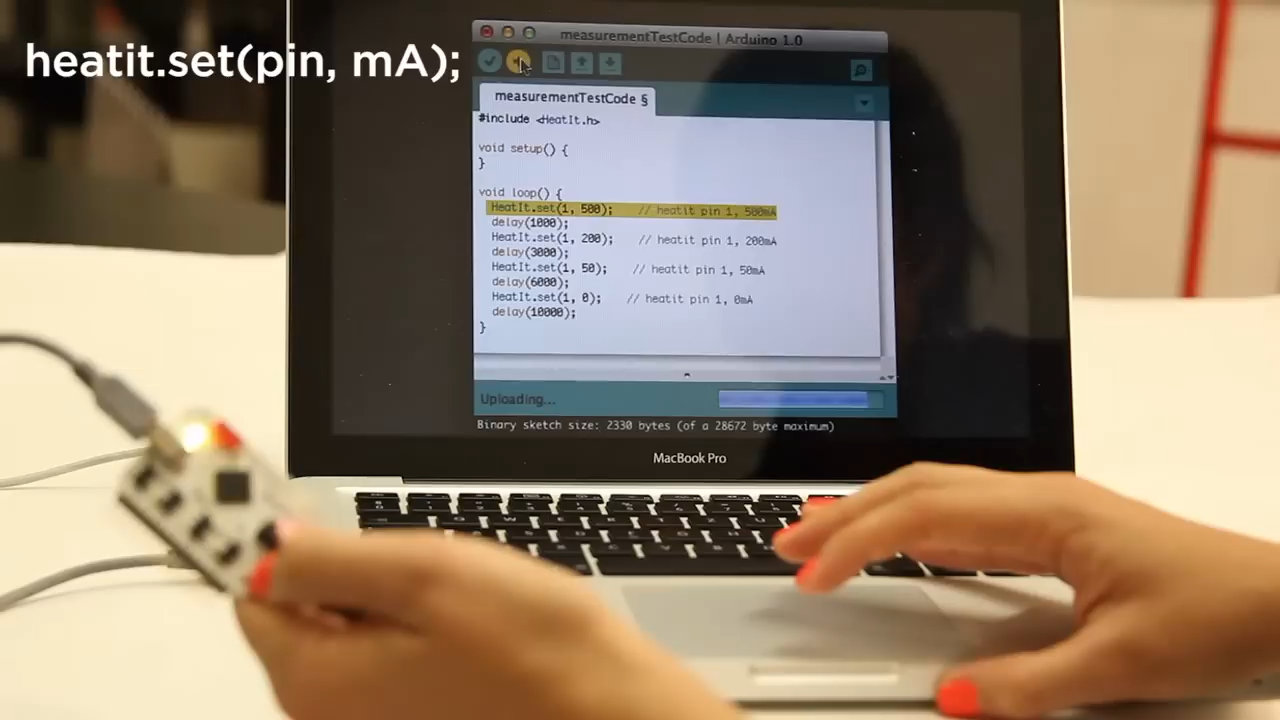 heatit.set(pin, mA);
measurementTestCode | Arduino 1.0
measurementTestCode §
#include <HeatIt.h>
void setup() {
}
void loop() {
HeatIt.set(1, 500); // heatit pin 1, 500mA
delay(1000);
HeatIt.set(1, 200); // heatit pin 1, 200mA
delay(3000);
HeatIt.set(1, 50); // heatit pin 1, 50mA
delay(6000);
HeatIt.set(1, 0); // heatit pin 1, 0mA
delay(10000);
}
Uploading...
Binary sketch size: 2330 bytes (of a 28672 byte maximum)
MacBook Pro